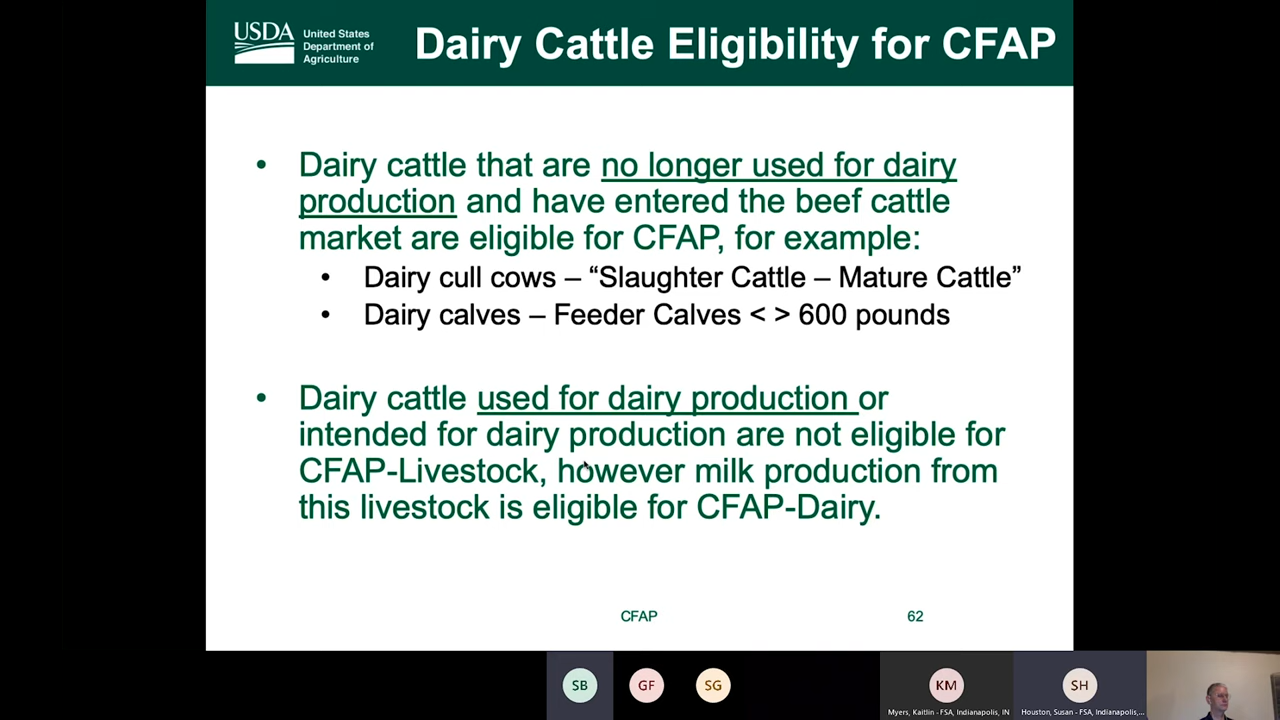 USDA
United States
Department of
Agriculture
Dairy Cattle Eligibility for CFAP
• Dairy cattle that are no longer used for dairy
production and have entered the beef cattle
market are eligible for CFAP, for example:
• Dairy cull cows – “Slaughter Cattle – Mature Cattle”
• Dairy calves – Feeder Calves < > 600 pounds
• Dairy cattle used for dairy production or
intended for dairy production are not eligible for
CFAP-Livestock, however milk production from
this livestock is eligible for CFAP-Dairy.
CFAP
62
SB
GF
SG
KM
SH
Myers, Kaitlin - FSA, Indianapolis, IN
Houston, Susan - FSA, Indianapolis,...